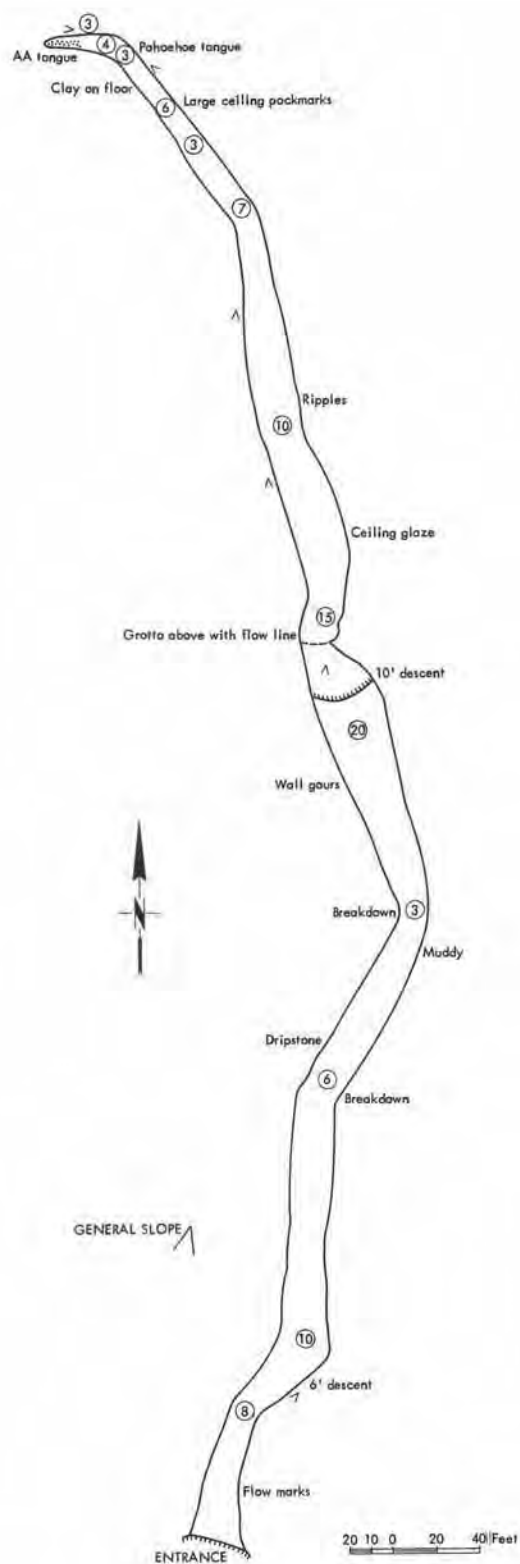 3
AA tongue
4
3
Pahoehoe tongue
Clay on floor
6
Large ceiling pockmarks
3
7
Ripples
10
Ceiling glaze
15
Grotto above with flow line
10' descent
20
Wall gours
N
Breakdown
3
Muddy
Dripstone
6
Breakdown
GENERAL SLOPE
10
6' descent
8
Flow marks
ENTRANCE
20 10 0 20 40 Feet